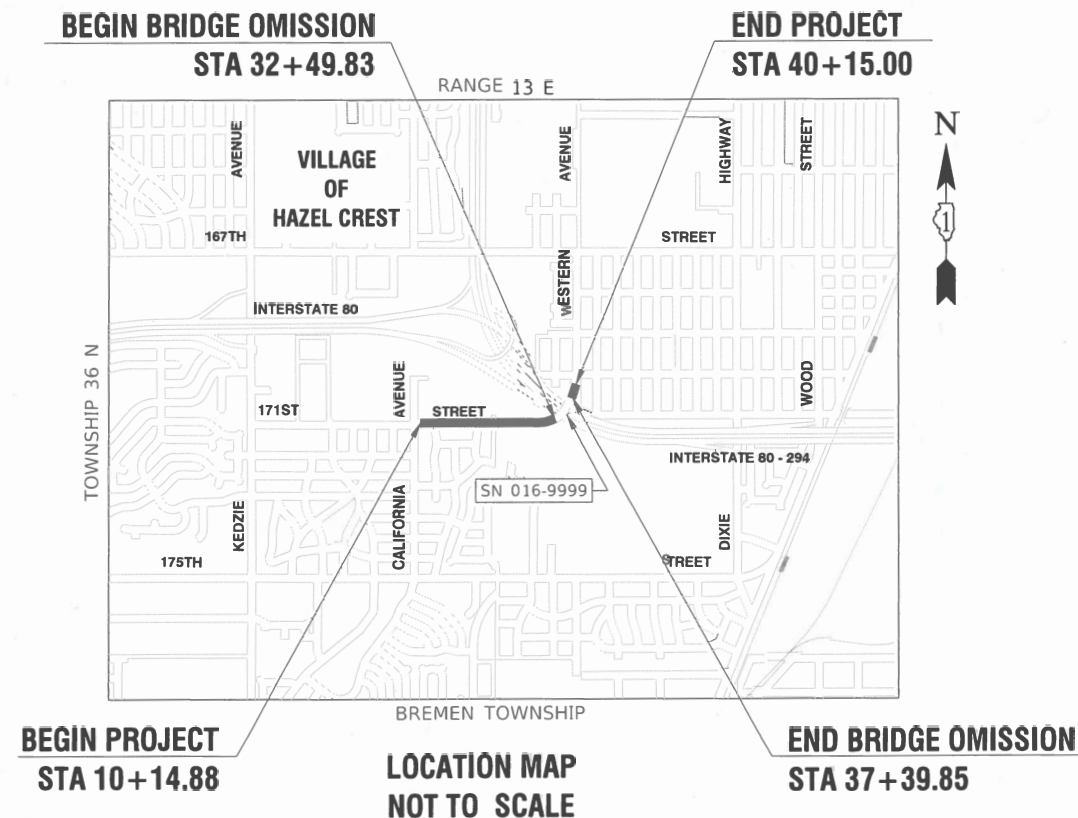 BEGIN BRIDGE OMISSION
STA 32+49.83
END PROJECT
STA 40+15.00
RANGE 13 E
N
1
AVENUE
VILLAGE
OF
HAZEL CREST
AVENUE
HIGHWAY
STREET
167TH
STREET
WESTERN
INTERSTATE 80
TOWNSHIP 36 N
AVENUE
WOOD
171ST
STREET
INTERSTATE 80 - 294
SN 016-9999
KEDZIE
CALIFORNIA
DIXIE
175TH
STREET
BREMEN TOWNSHIP
BEGIN PROJECT
STA 10+14.88
END BRIDGE OMISSION
STA 37+39.85
LOCATION MAP
NOT TO SCALE